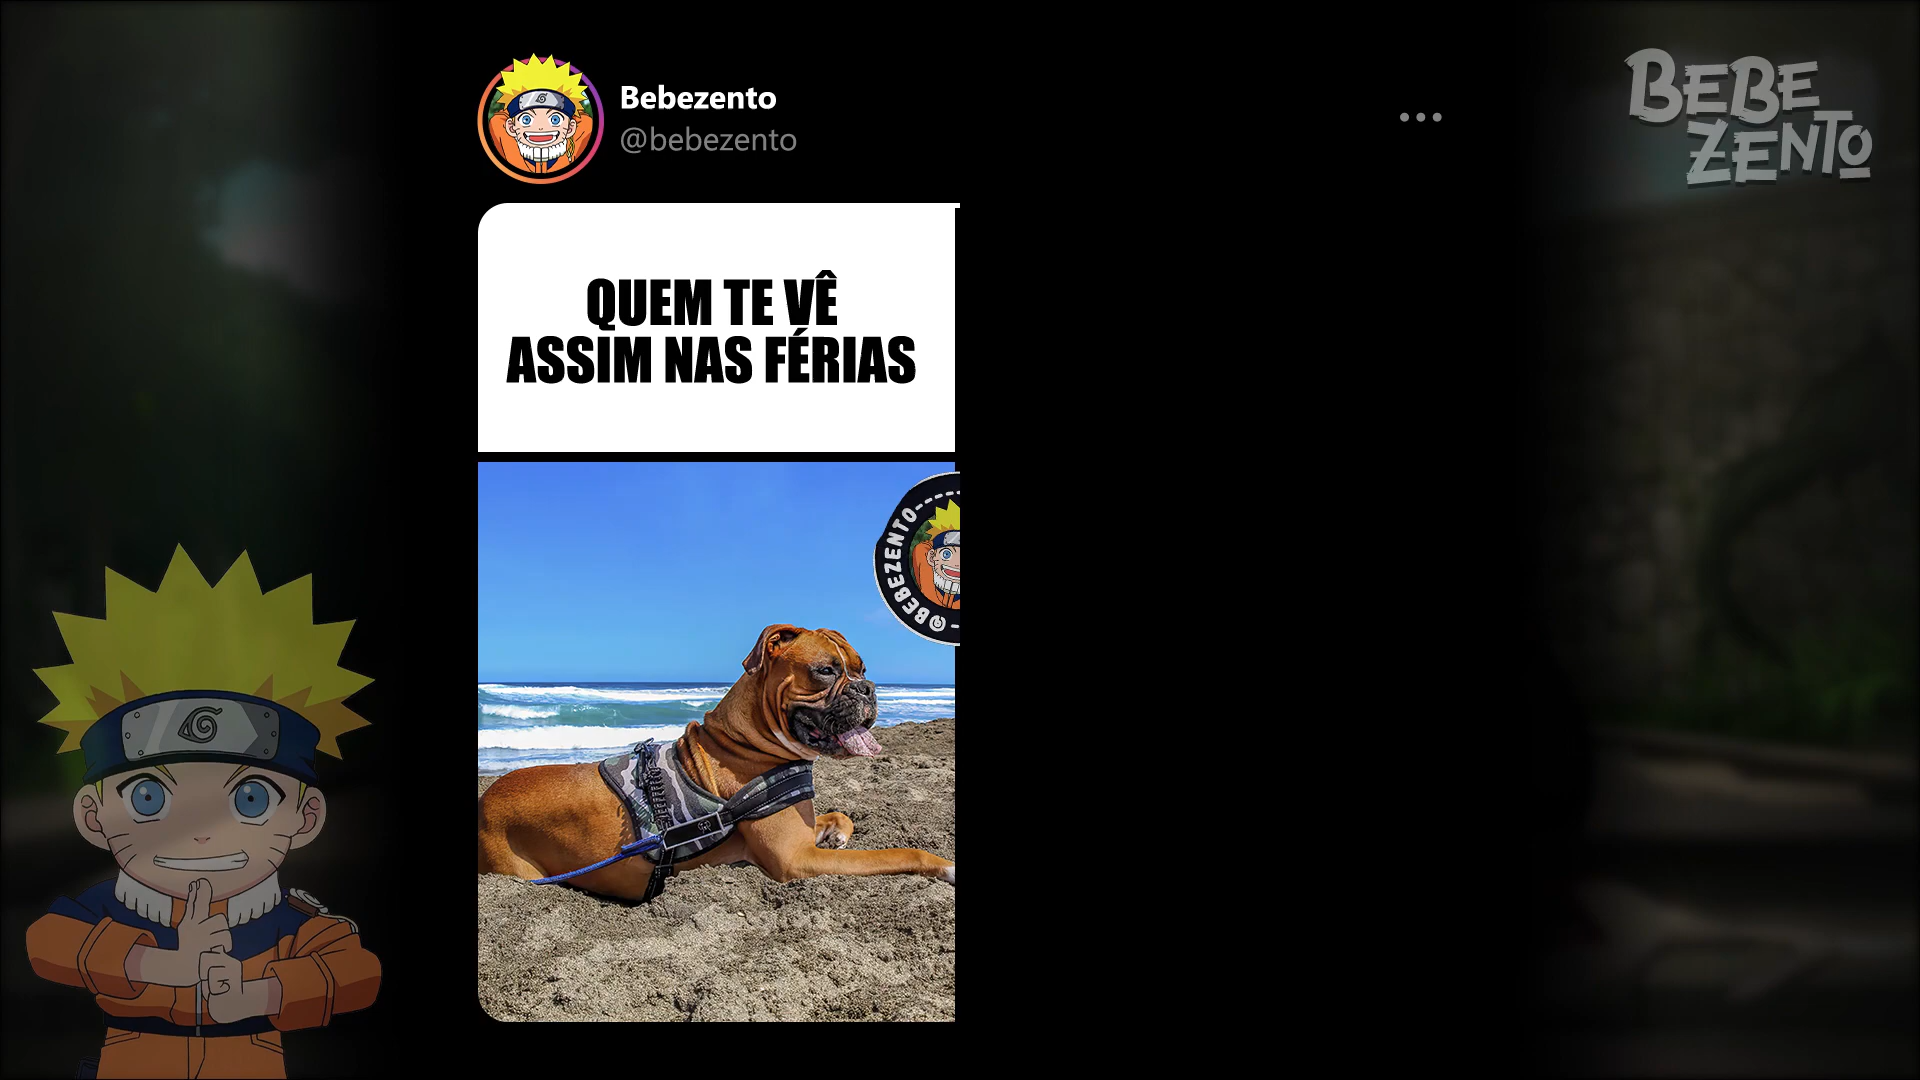 Bebezento
@bebezento
BEBE
ZENTO
QUEM TE VÊ
ASSIM NAS FÉRIAS
@BEBEZENTO